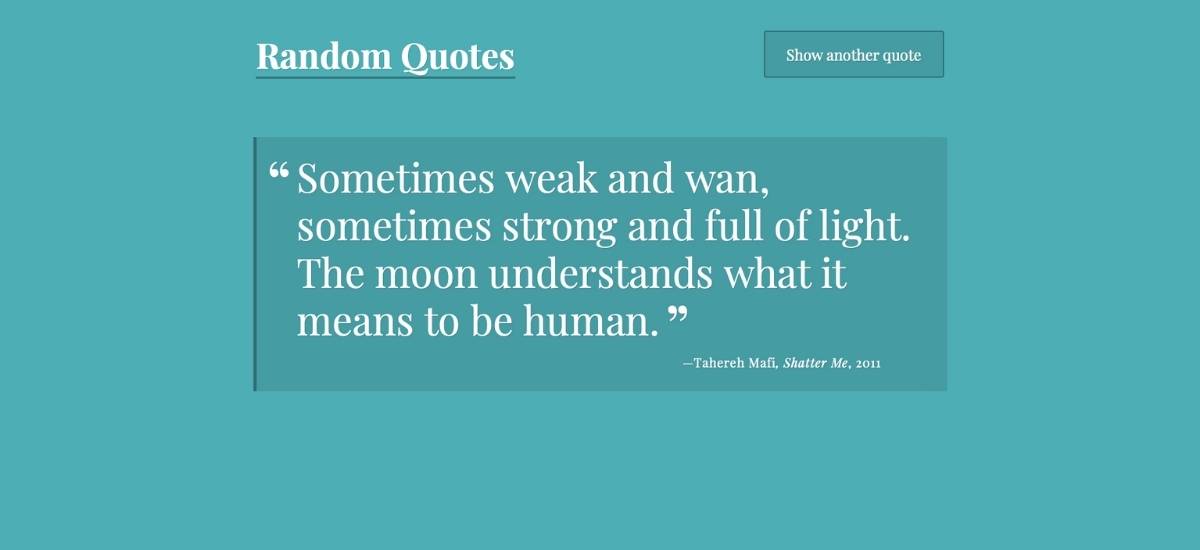 Random Quotes
Show another quote
“ Sometimes weak and wan,
sometimes strong and full of light.
The moon understands what it
means to be human. ”
—Tahereh Mafi, Shatter Me, 2011